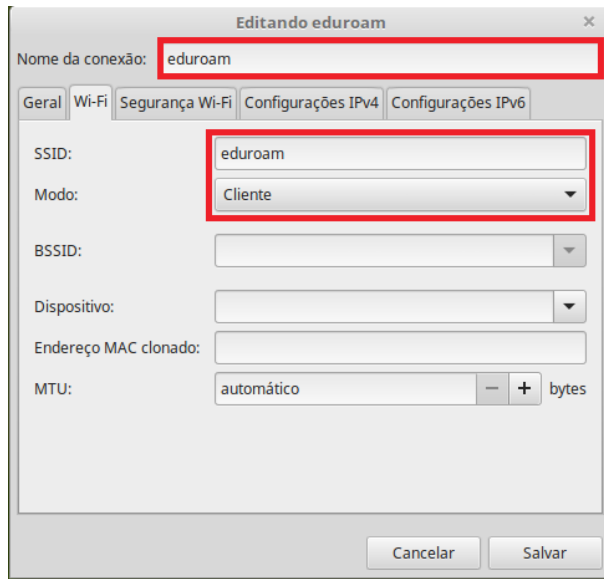 Editando eduroam
Nome da conexão: eduroam
Geral Wi-Fi Segurança Wi-Fi Configurações IPv4 Configurações IPv6
SSID: eduroam
Modo: Cliente
BSSID:
Dispositivo:
Endereço MAC clonado:
MTU: automático − + bytes
Cancelar Salvar